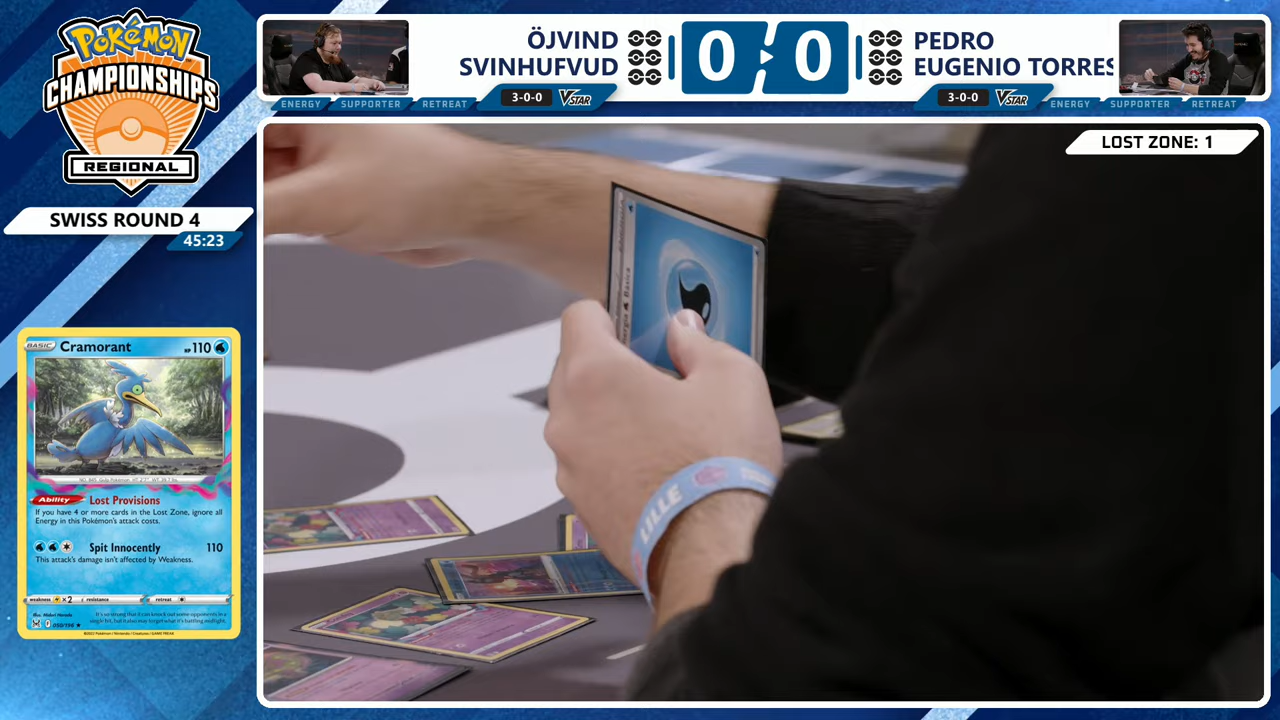 Pokémon
CHAMPIONSHIPS
REGIONAL
SWISS ROUND 4
45:23
ÖJVIND
SVINHUFVUD
0
0
PEDRO
EUGENIO TORRES
3-0-0
VSTAR
3-0-0
VSTAR
ENERGY
SUPPORTER
RETREAT
ENERGY
SUPPORTER
RETREAT
LOST ZONE: 1
BASIC
Cramorant
HP110
Ability
Lost Provisions
If you have 4 or more cards in the Lost Zone, ignore all
Energy in this Pokémon's attack costs.
Spit Innocently 110
This attack's damage isn't affected by Weakness.
weakness ×2 resistance retreat
050/196
LILLE